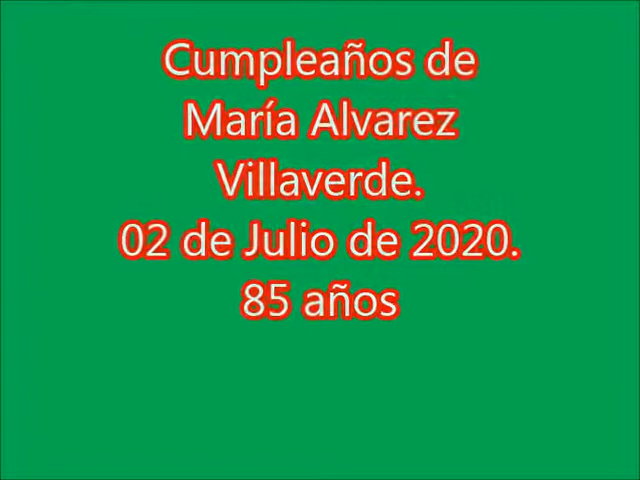 Cumpleaños de
María Alvarez
Villaverde.
02 de Julio de 2020.
85 años